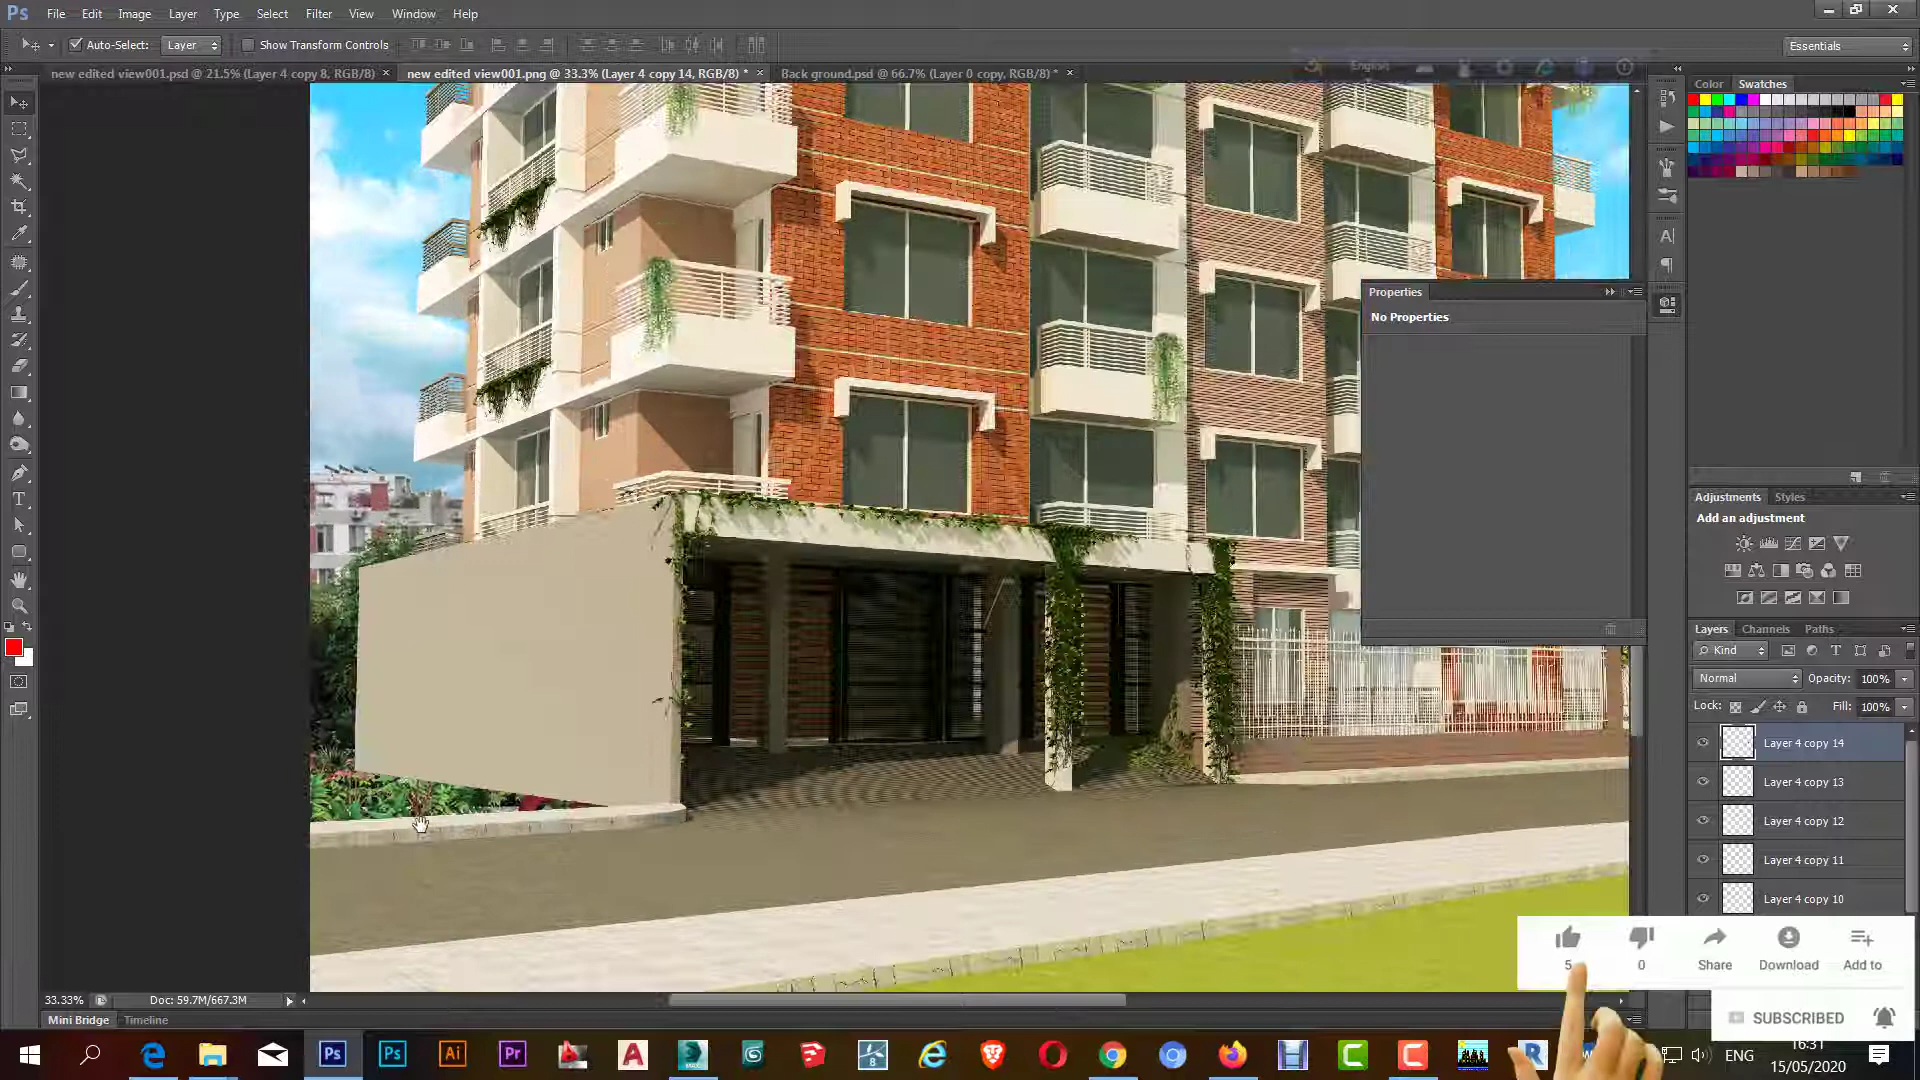 Ps File Edit Image Layer Type Select Filter Analysis View Window Help
Auto-Select: Layer Show Transform Controls Essentials
new edited view001.psd @ 21.5% (Layer 4 copy 8, RGB/8) × new edited view001.png @ 33.3% (Layer 4 copy 14, RGB/8) * × Back ground.psd @ 66.7% (Layer 0 copy, RGB/8) * ×
English
Color Swatches
Properties
No Properties
Adjustments Styles
Add an adjustment
Layers Channels Paths
Kind
Normal Opacity: 100%
Lock: Fill: 100%
Layer 4 copy 14
Layer 4 copy 13
Layer 4 copy 12
Layer 4 copy 11
Layer 4 copy 10
5 0 Share Download Add to
33.33% Doc: 59.7M/667.3M
SUBSCRIBED
Mini Bridge Timeline
Ps Ps Ai Pr A 8 C C R ENG
16:31
15/05/2020